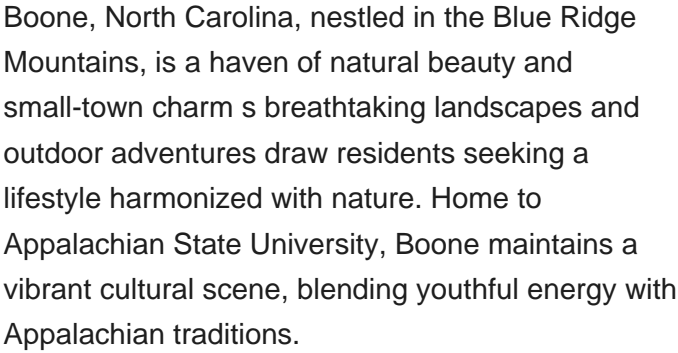 Boone, North Carolina, nestled in the Blue Ridge
Mountains, is a haven of natural beauty and
small-town charm s breathtaking landscapes and
outdoor adventures draw residents seeking a
lifestyle harmonized with nature. Home to
Appalachian State University, Boone maintains a
vibrant cultural scene, blending youthful energy with
Appalachian traditions.